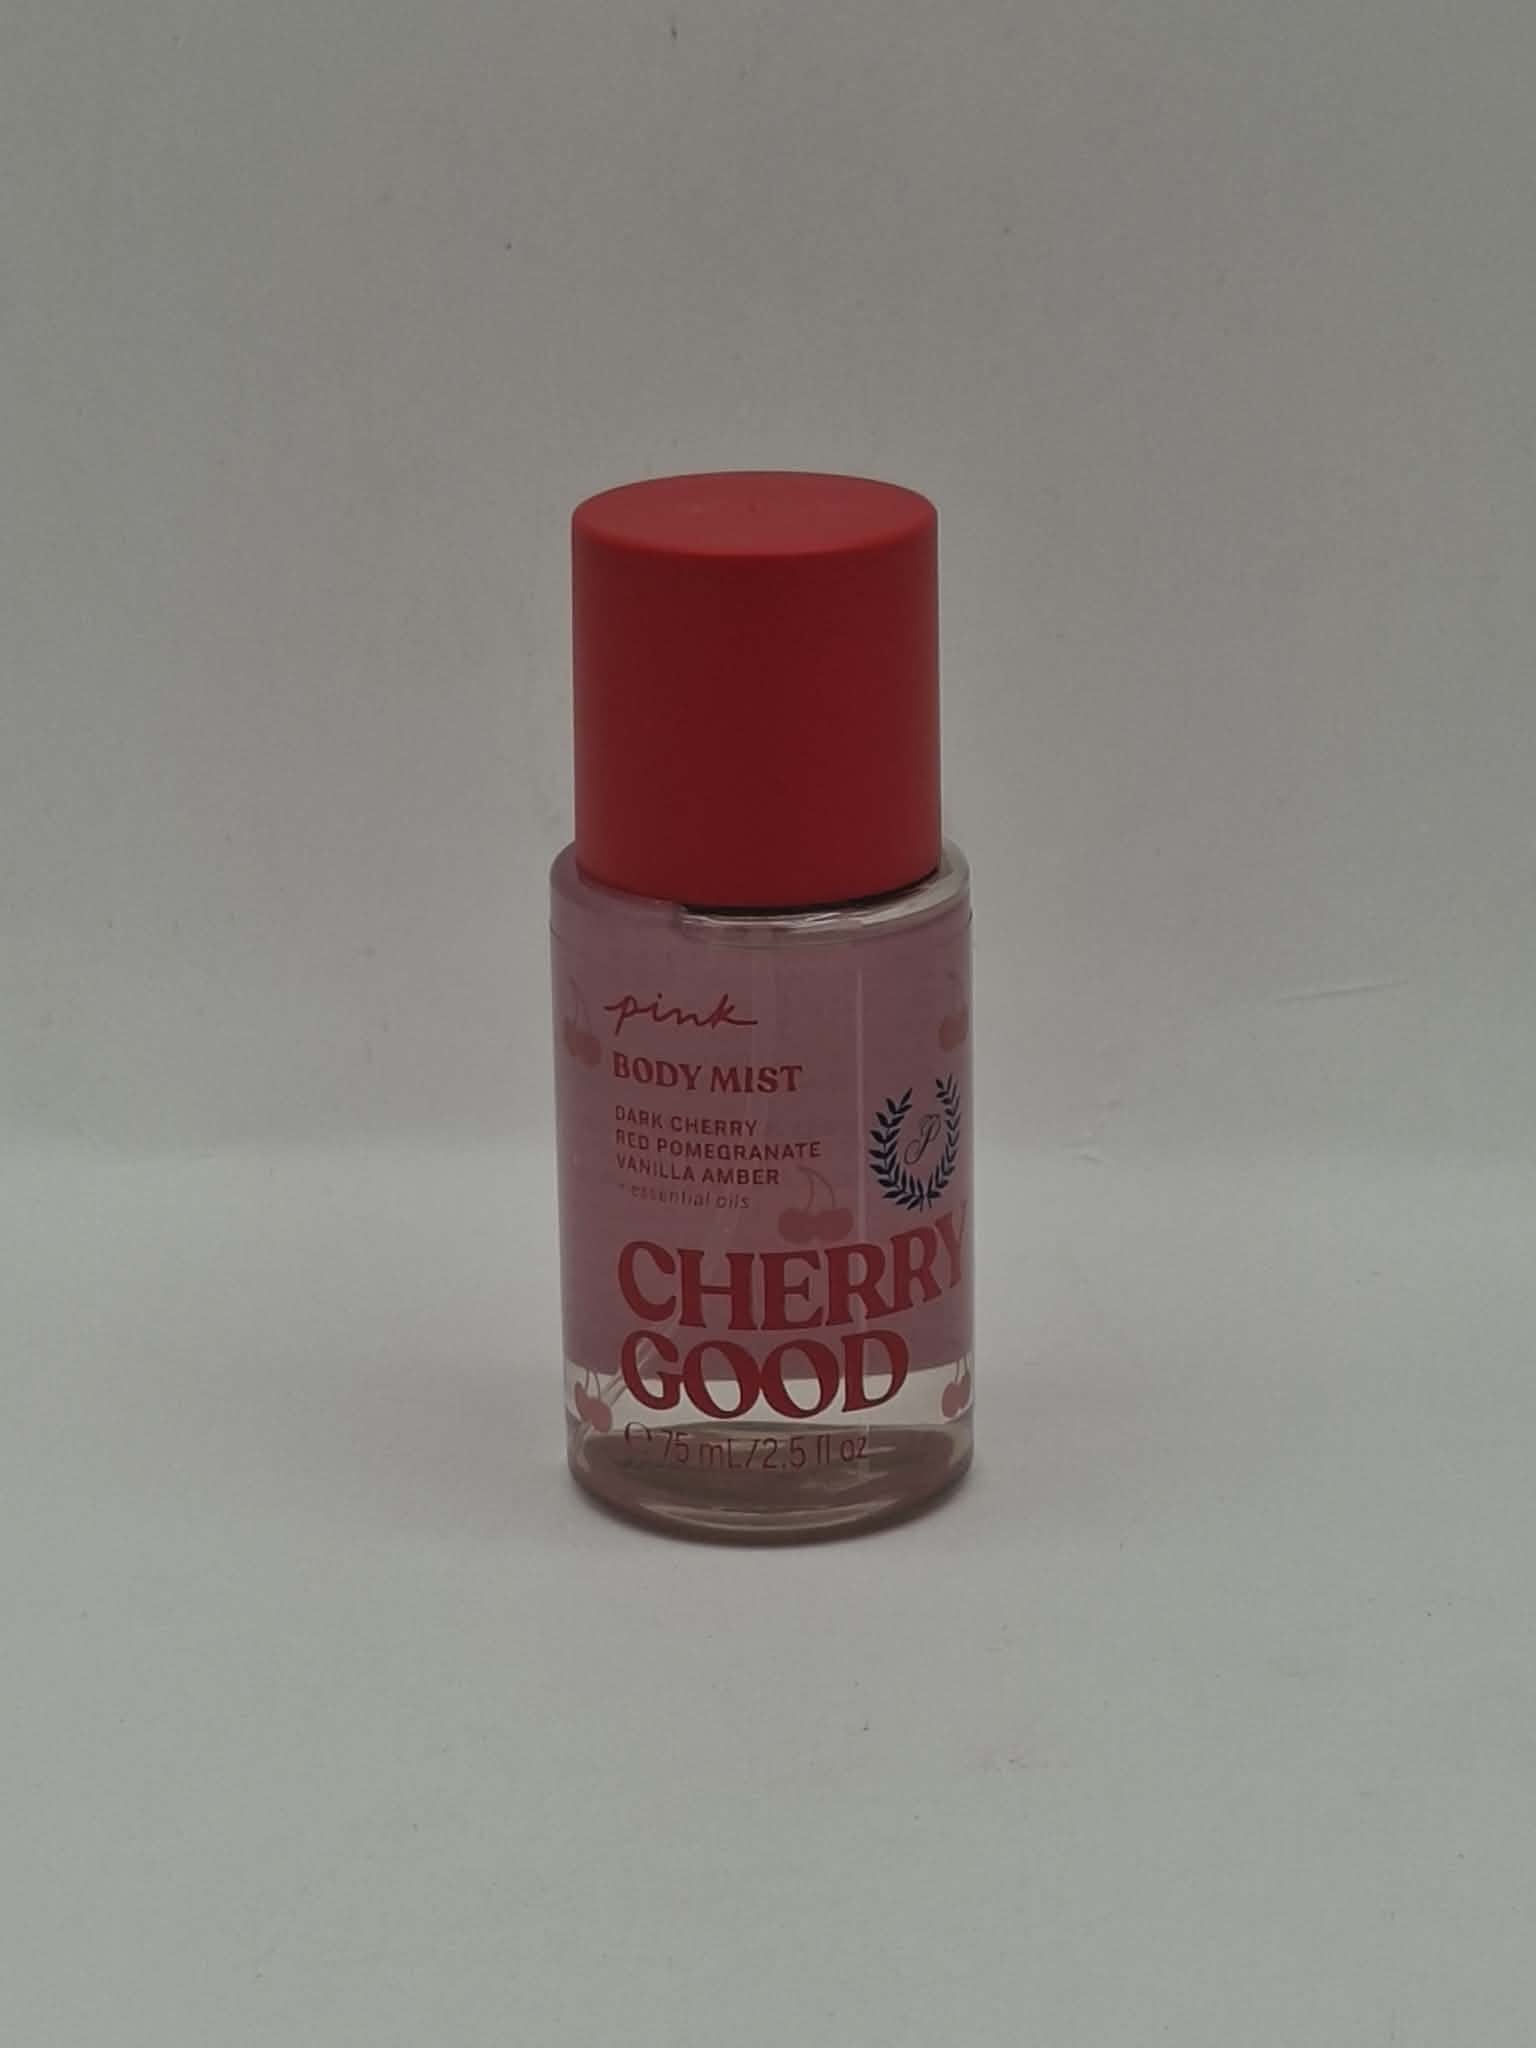 pink
BODY MIST
DARK CHERRY
RED POMEGRANATE
VANILLA AMBER
+ essential oils
P
CHERRY
GOOD
℮ 75 mL/2.5 fl oz